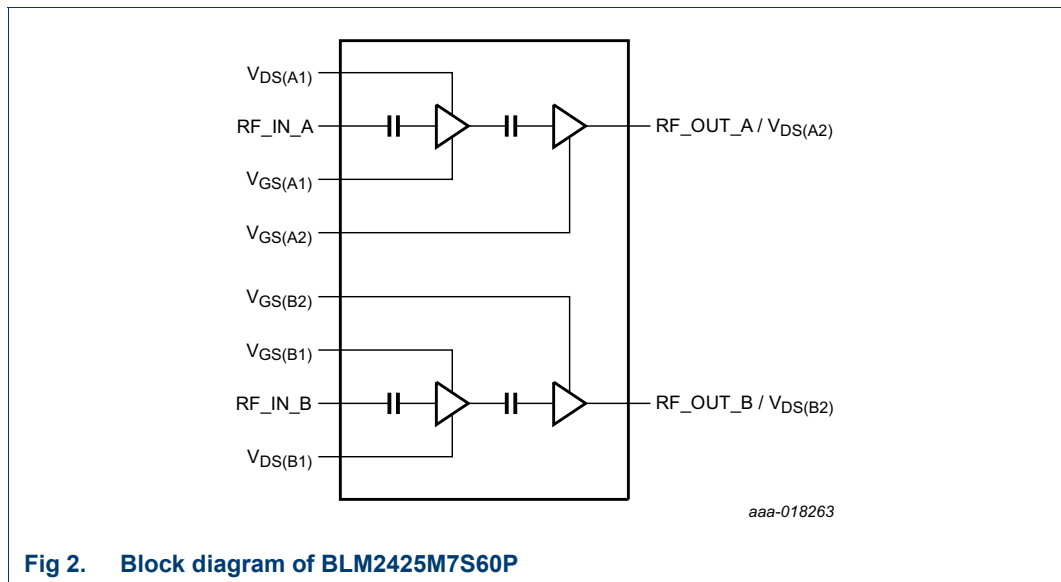 VDS(A1)
RF_IN_A
RF_OUT_A / VDS(A2)
VGS(A1)
VGS(A2)
VGS(B2)
VGS(B1)
RF_IN_B
RF_OUT_B / VDS(B2)
VDS(B1)
aaa-018263
Fig 2. Block diagram of BLM2425M7S60P